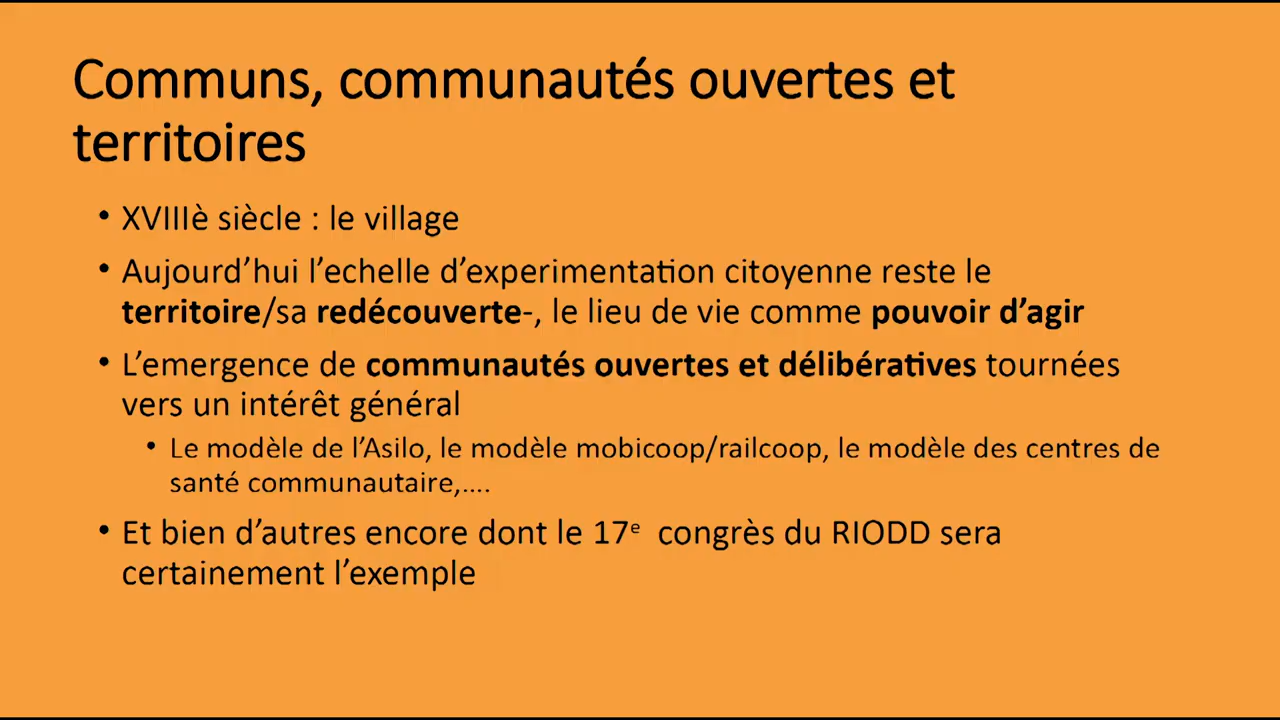 Communs, communautés ouvertes et
territoires
• XVIIIè siècle : le village
• Aujourd’hui l’echelle d’experimentation citoyenne reste le
territoire/sa redécouverte-, le lieu de vie comme pouvoir d’agir
• L’emergence de communautés ouvertes et délibératives tournées
vers un intérêt général
• Le modèle de l’Asilo, le modèle mobicoop/railcoop, le modèle des centres de
santé communautaire,….
• Et bien d’autres encore dont le 17e congrès du RIODD sera
certainement l’exemple